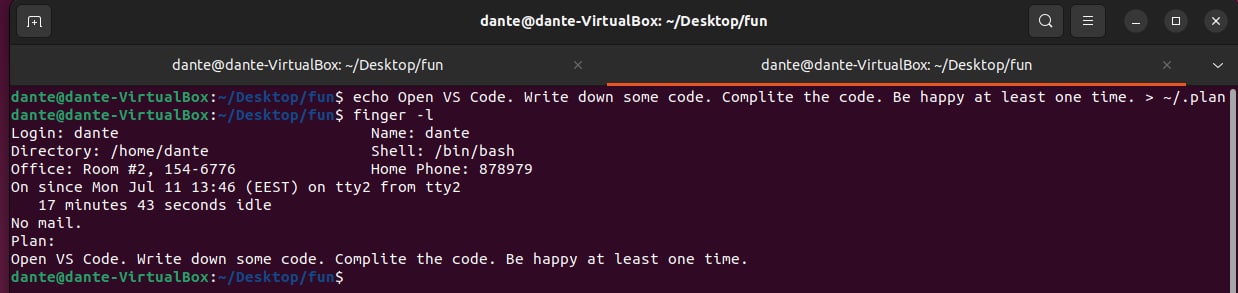 dante@dante-VirtualBox: ~/Desktop/fun
dante@dante-VirtualBox: ~/Desktop/fun
dante@dante-VirtualBox: ~/Desktop/fun
dante@dante-VirtualBox:~/Desktop/fun$ echo Open VS Code. Write down some code. Complite the code. Be happy at least one time. > ~/.plan
dante@dante-VirtualBox:~/Desktop/fun$ finger -l
Login: dante Name: dante
Directory: /home/dante Shell: /bin/bash
Office: Room #2, 154-6776 Home Phone: 878979
On since Mon Jul 11 13:46 (EEST) on tty2 from tty2
17 minutes 43 seconds idle
No mail.
Plan:
Open VS Code. Write down some code. Complite the code. Be happy at least one time.
dante@dante-VirtualBox:~/Desktop/fun$